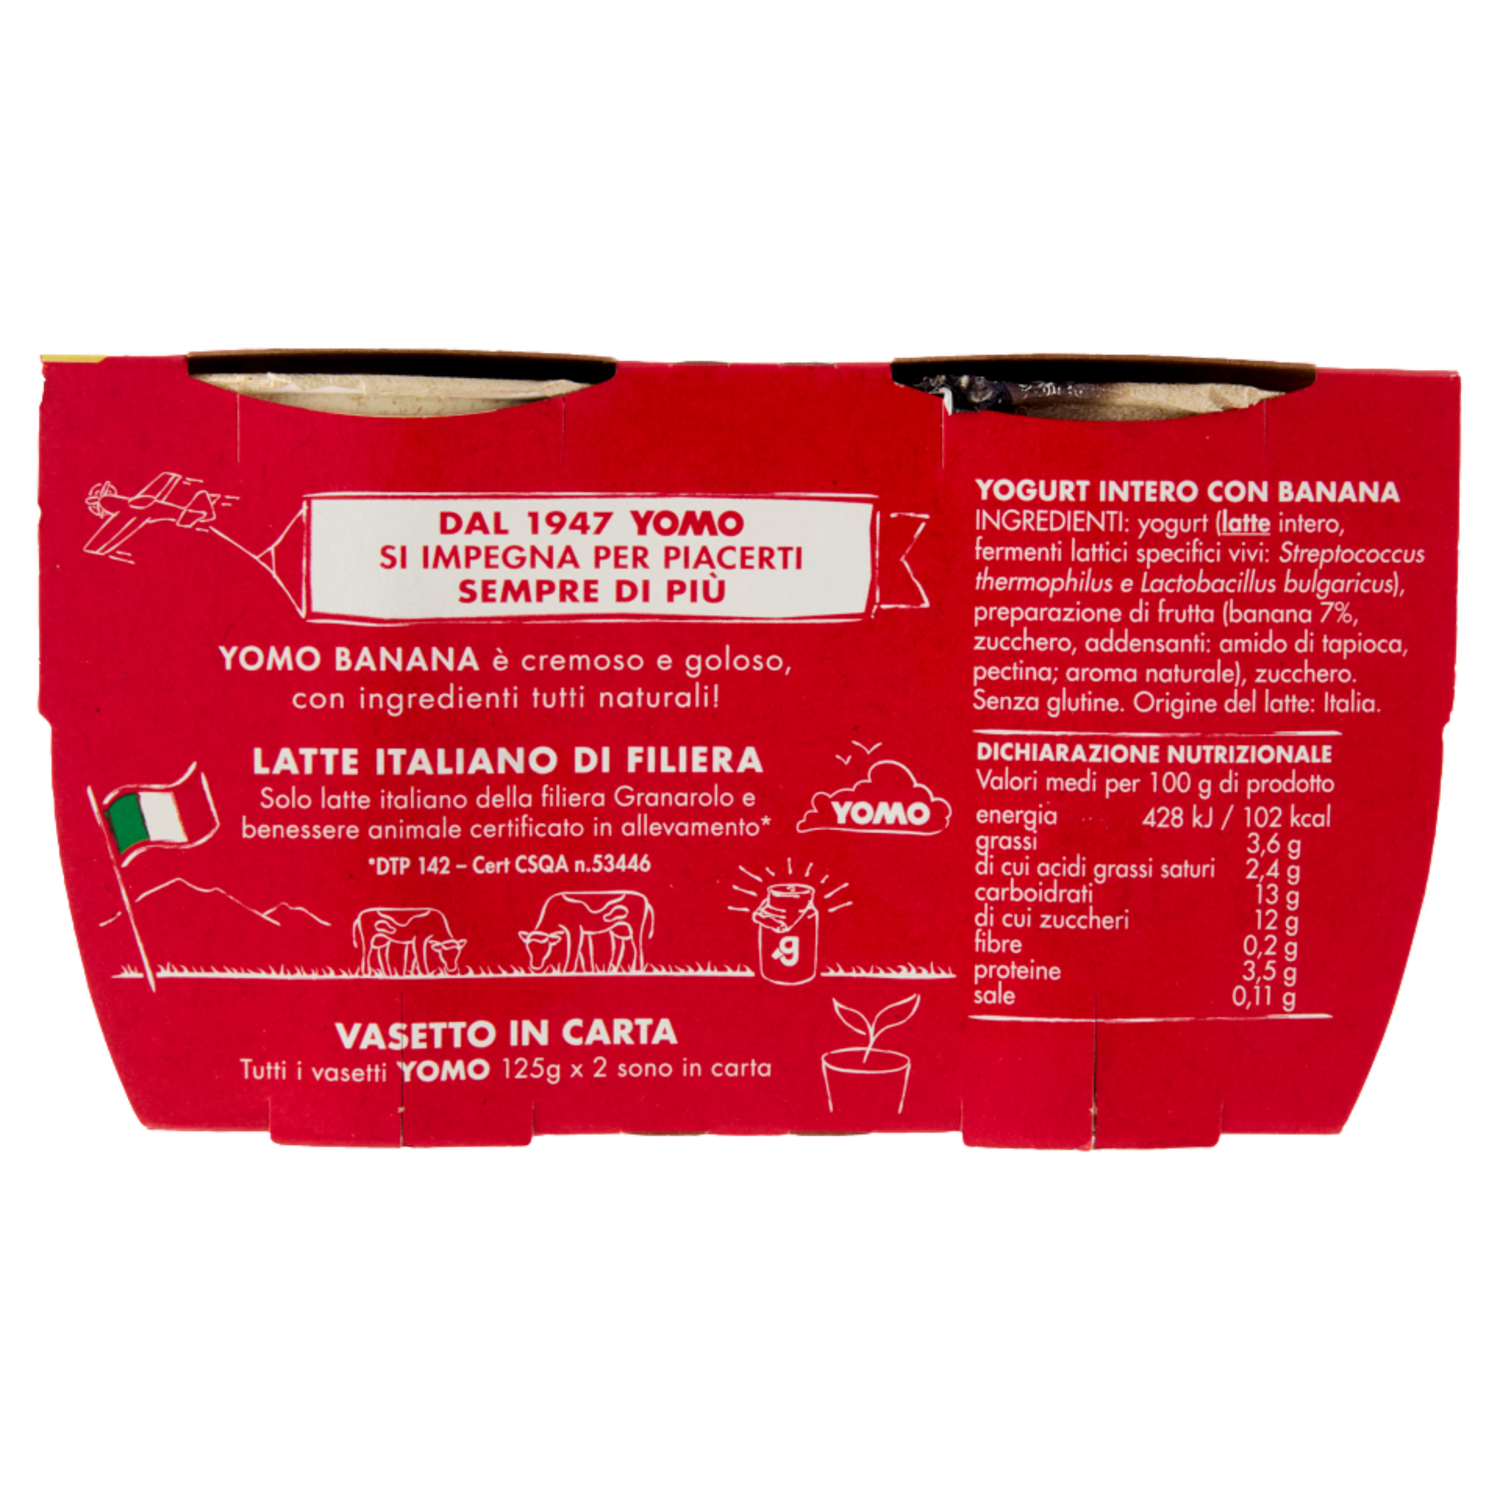 DAL 1947 YOMO
SI IMPEGNA PER PIACERTI
SEMPRE DI PIÙ
YOMO BANANA è cremoso e goloso,
con ingredienti tutti naturali!
LATTE ITALIANO DI FILIERA
Solo latte italiano della filiera Granarolo e
benessere animale certificato in allevamento*
*DTP 142 – Cert CSQA n.53446
YOMO
g
VASETTO IN CARTA
Tutti i vasetti YOMO 125g x 2 sono in carta
YOGURT INTERO CON BANANA
INGREDIENTI: yogurt (latte intero,
fermenti lattici specifici vivi: Streptococcus
thermophilus e Lactobacillus bulgaricus),
preparazione di frutta (banana 7%,
zucchero, addensanti: amido di tapioca,
pectina; aroma naturale), zucchero.
Senza glutine. Origine del latte: Italia.
DICHIARAZIONE NUTRIZIONALE
Valori medi per 100 g di prodotto
energia 428 kJ / 102 kcal
grassi 3,6 g
di cui acidi grassi saturi 2,4 g
carboidrati 13 g
di cui zuccheri 12 g
fibre 0,2 g
proteine 3,5 g
sale 0,11 g